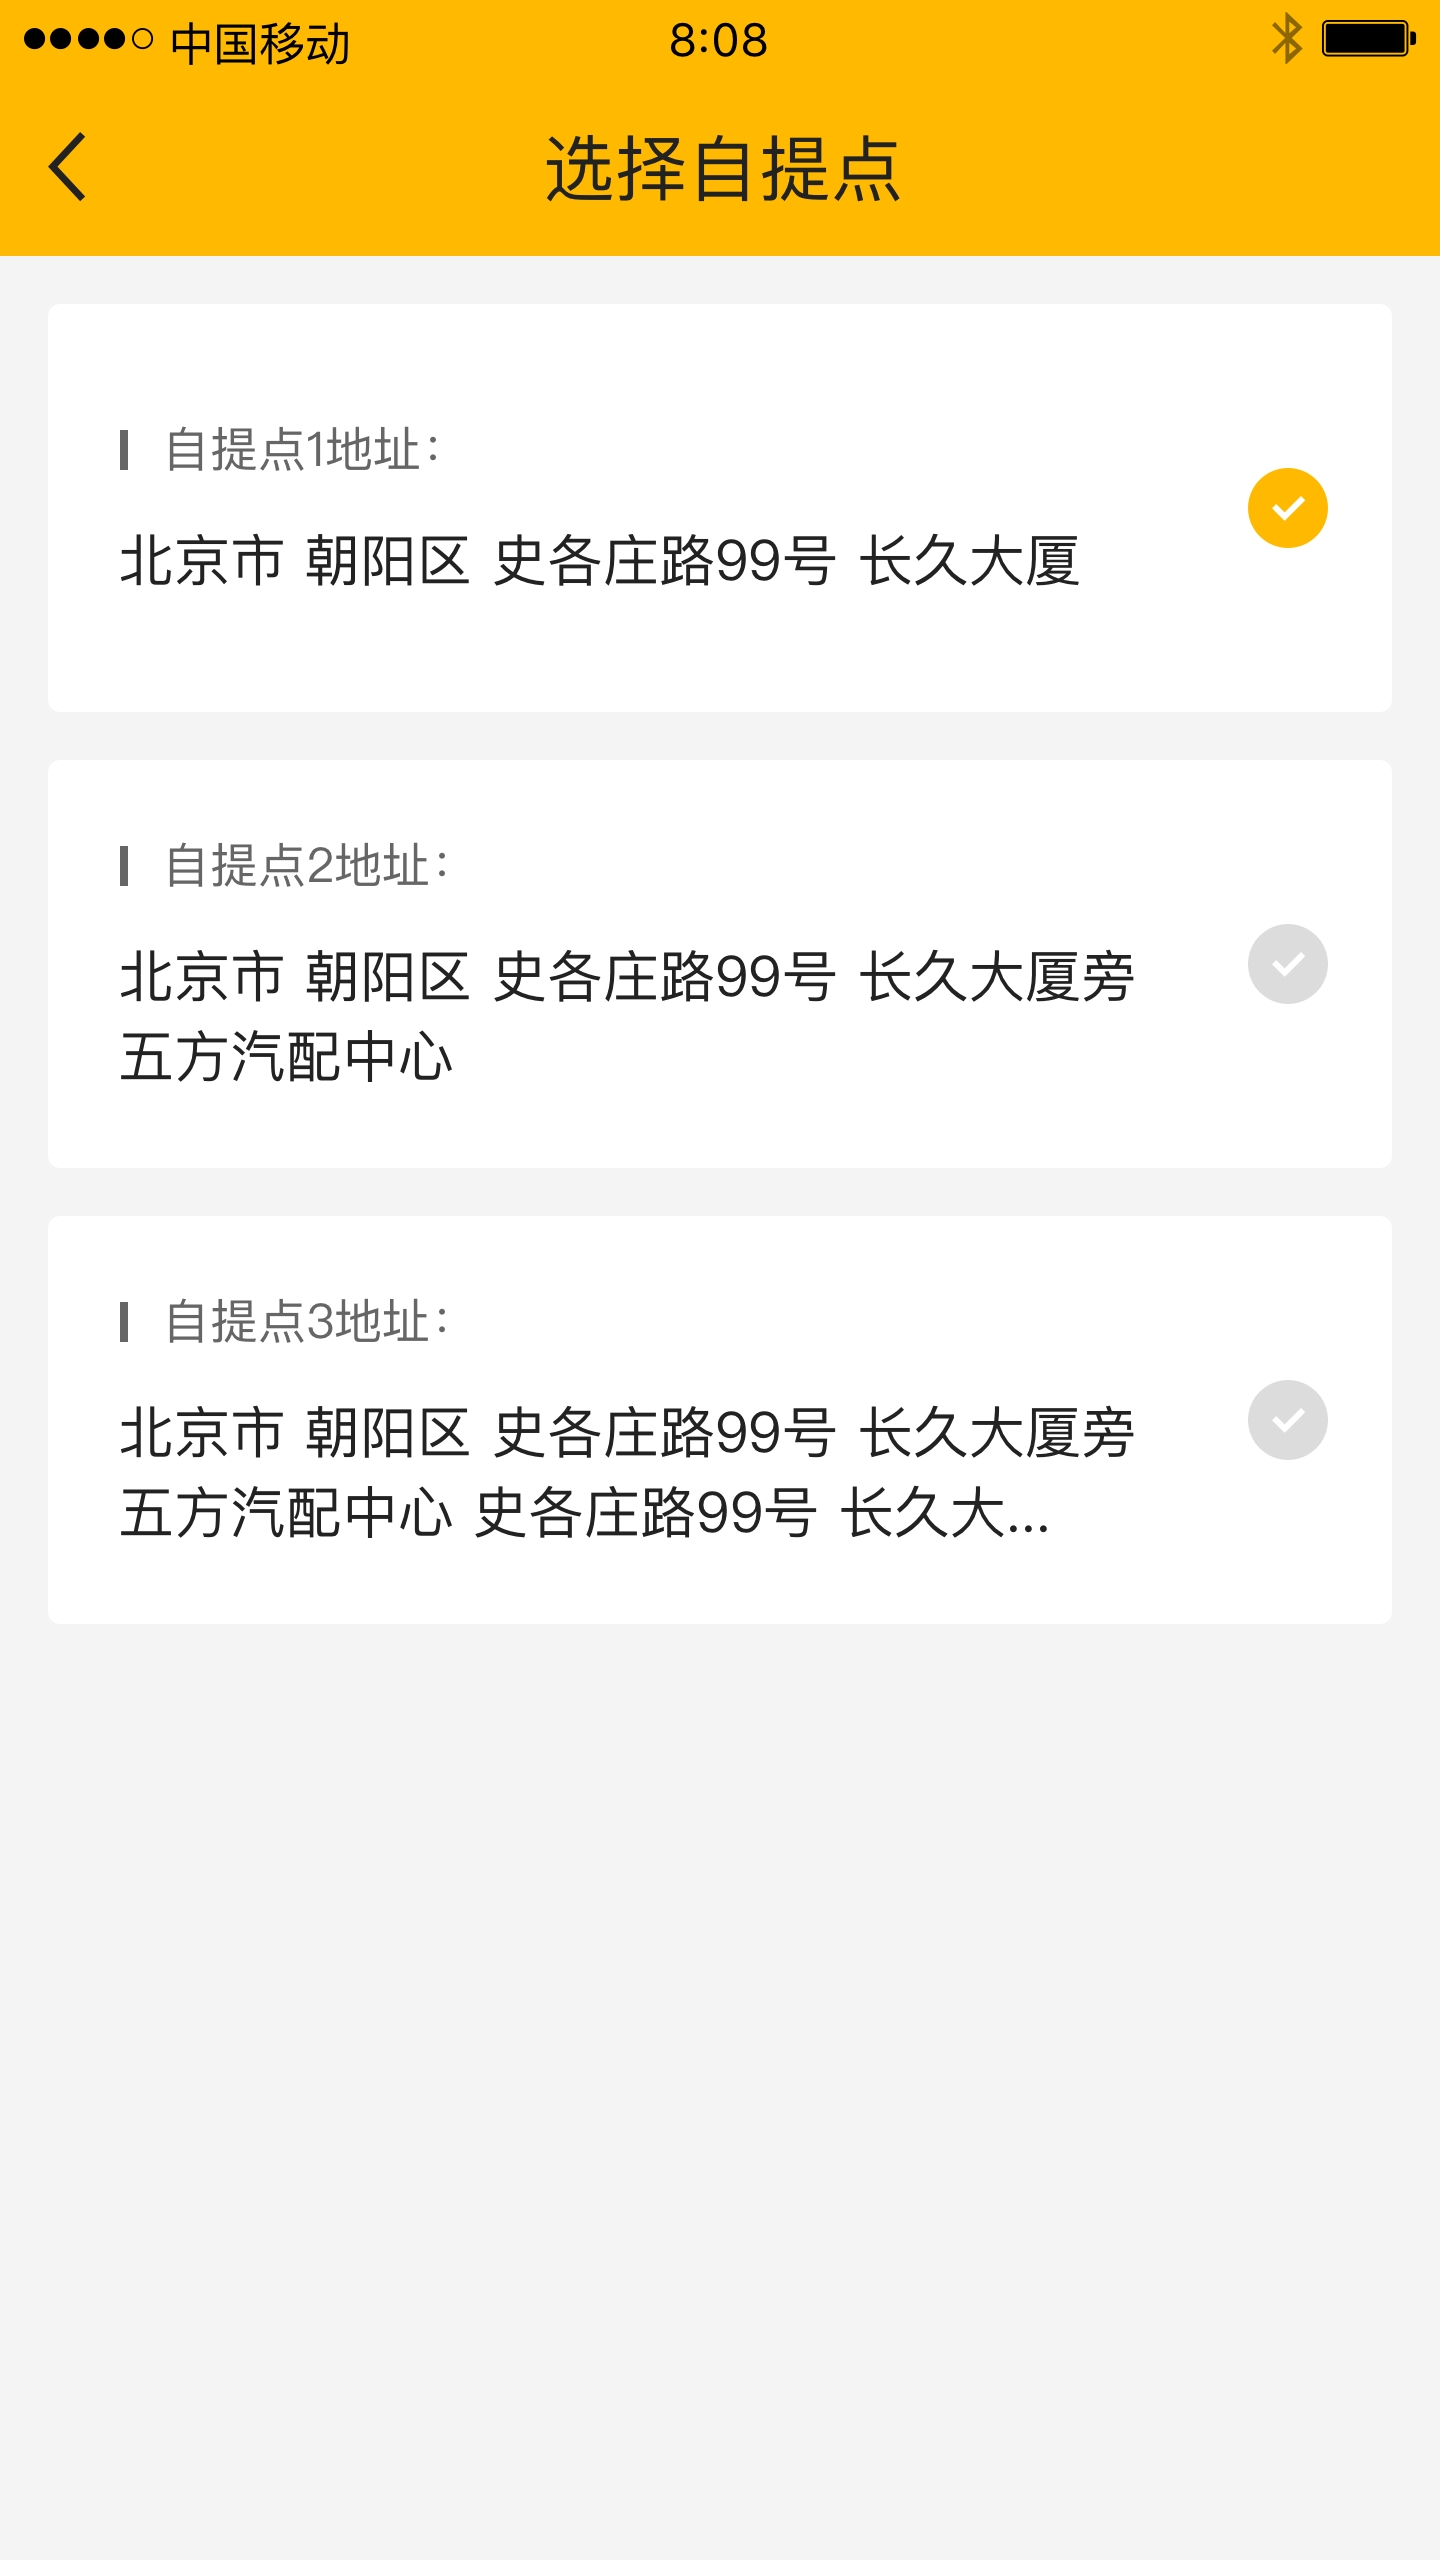 中国移动 8:08
选择自提点
自提点1地址：
北京市 朝阳区 史各庄路99号 长久大厦
自提点2地址：
北京市 朝阳区 史各庄路99号 长久大厦旁
五方汽配中心
自提点3地址：
北京市 朝阳区 史各庄路99号 长久大厦旁
五方汽配中心 史各庄路99号 长久大...